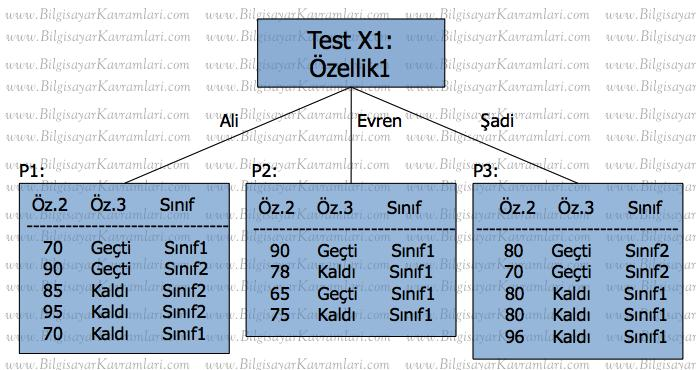 Test X1:
Özellik1
Ali Evren Şadi
P1: P2: P3:
Öz.2 Öz.3 Sınıf
70 Geçti Sınıf1
90 Geçti Sınıf2
85 Kaldı Sınıf2
95 Kaldı Sınıf2
70 Kaldı Sınıf1
Öz.2 Öz.3 Sınıf
90 Geçti Sınıf1
78 Kaldı Sınıf1
65 Geçti Sınıf1
75 Kaldı Sınıf1
Öz.2 Öz.3 Sınıf
80 Geçti Sınıf2
70 Geçti Sınıf2
80 Kaldı Sınıf1
80 Kaldı Sınıf1
96 Kaldı Sınıf1
www.BilgisayarKavramlari.com